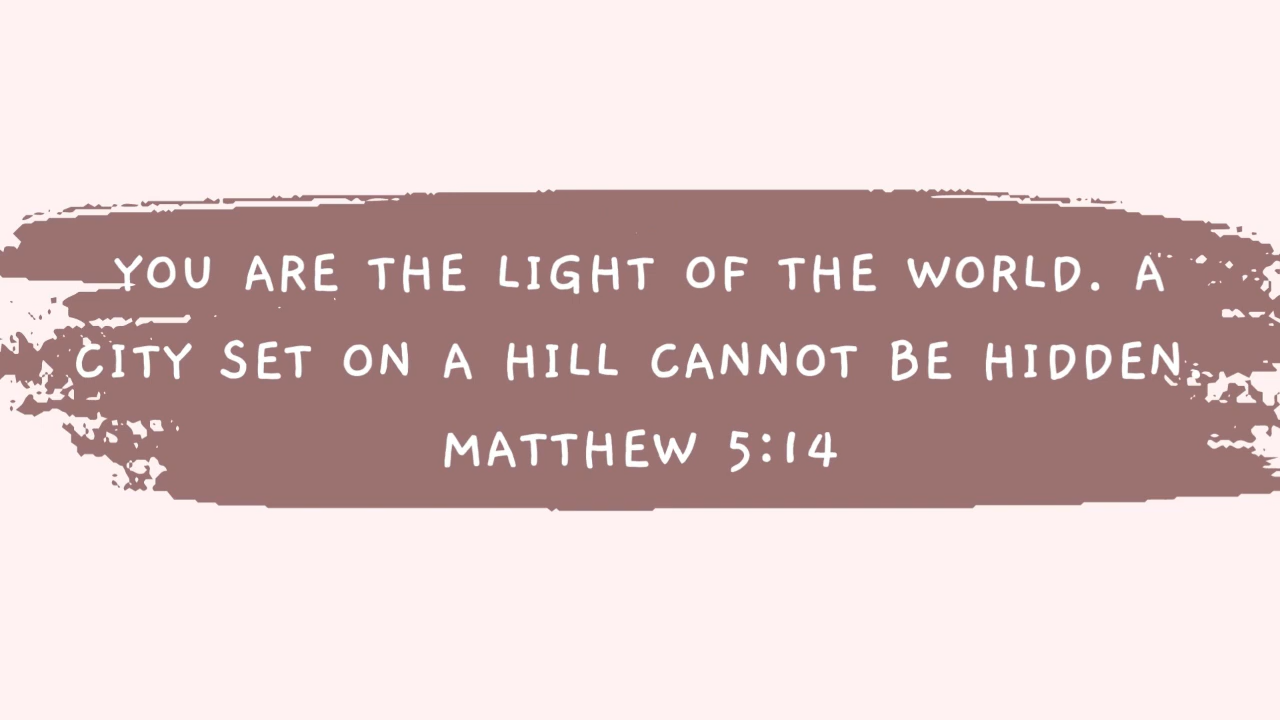 YOU ARE THE LIGHT OF THE WORLD. A
CITY SET ON A HILL CANNOT BE HIDDEN.
MATTHEW 5:14